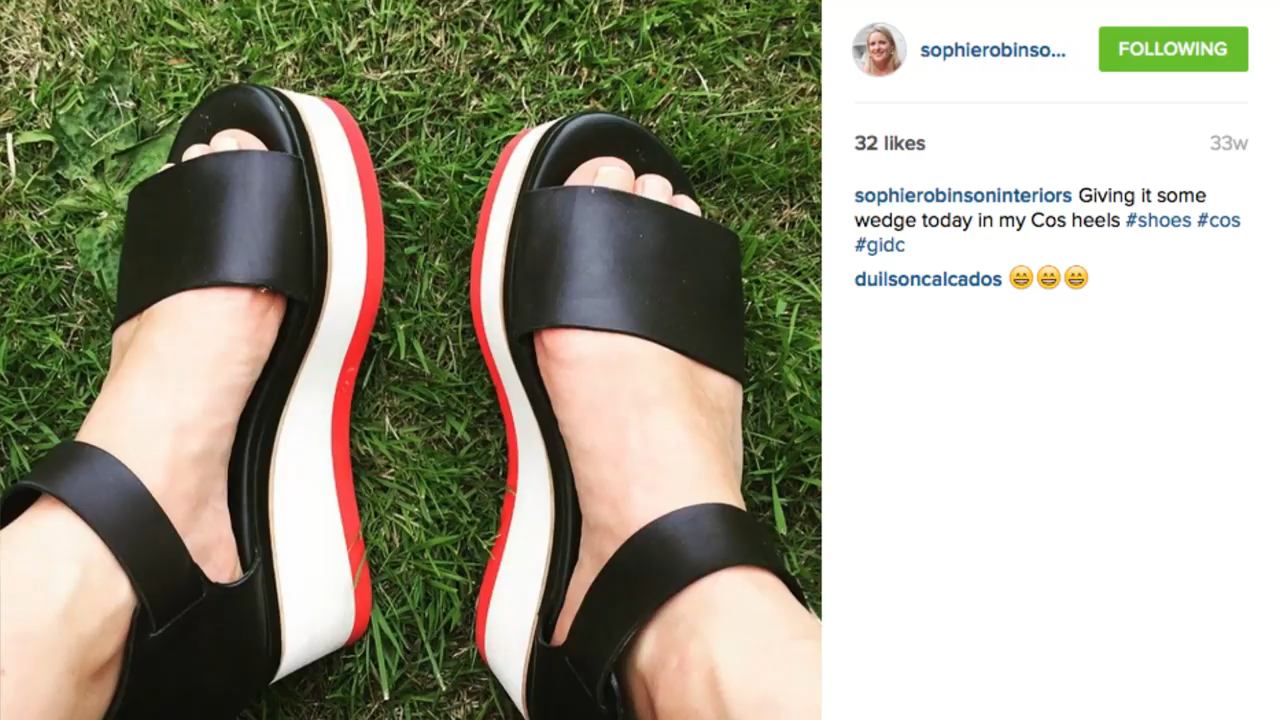 sophierobinso...
FOLLOWING
32 likes
33w
sophierobinsoninteriors Giving it some
wedge today in my Cos heels #shoes #cos
#gidc
duilsoncalcados 😁😁😁